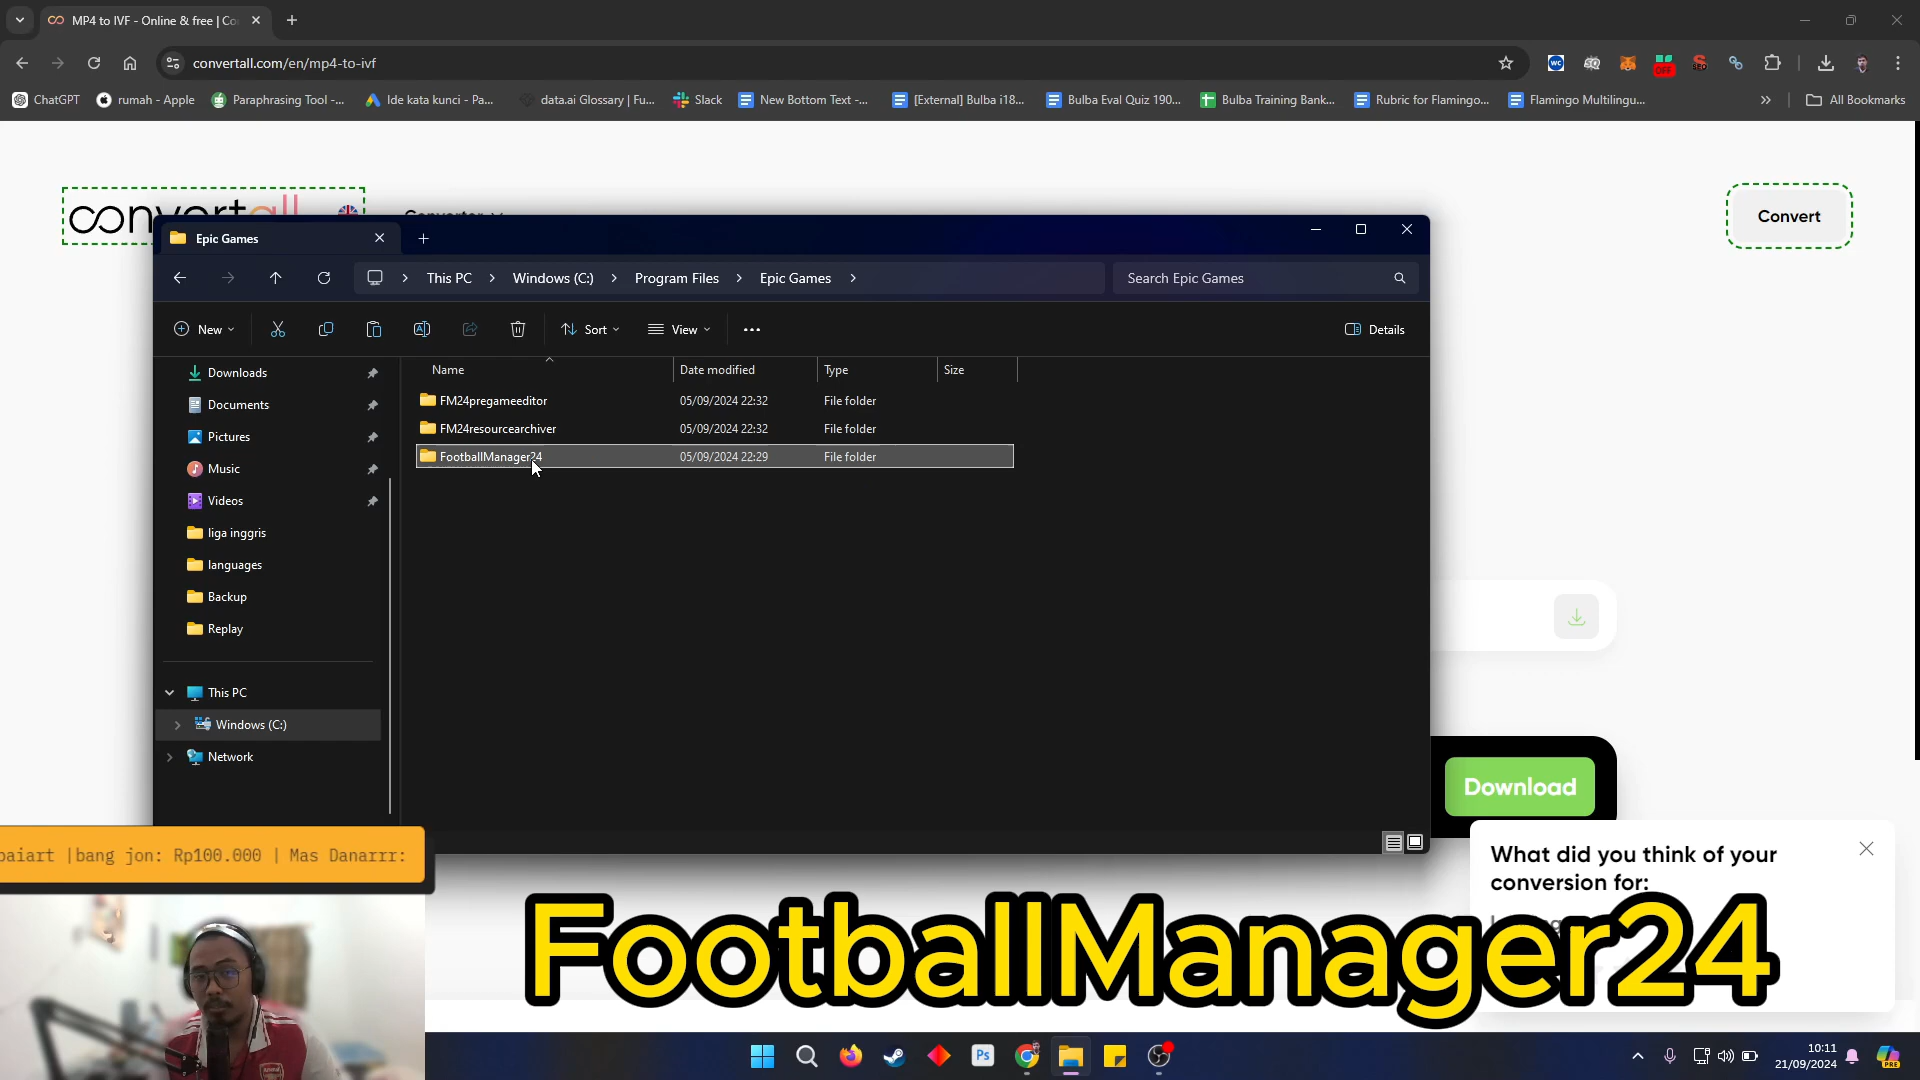 MP4 to IVF - Online & free | Co
convertall.com/en/mp4-to-ivf
ChatGPT
rumah - Apple
Paraphrasing Tool -...
Ide kata kunci - Pa...
data.ai Glossary | Fu...
Slack
New Bottom Text -...
[External] Bulba i18...
Bulba Eval Quiz 190...
Bulba Training Bank...
Rubric for Flamingo...
Flamingo Multilingu...
All Bookmarks
convertall
Converter
Convert
Epic Games
This PC
Windows (C:)
Program Files
Epic Games
Search Epic Games
New
Sort
View
Details
Name
Date modified
Type
Size
FM24pregameeditor 05/09/2024 22:32 File folder
FM24resourcearchiver 05/09/2024 22:32 File folder
FootballManager24 05/09/2024 22:29 File folder
Downloads
Documents
Pictures
Music
Videos
liga inggris
languages
Backup
Replay
This PC
Windows (C:)
Network
Download
What did you think of your
conversion for:
paiart |bang jon: Rp100.000 | Mas Danarrr:
FootballManager24
Ps
10:11
21/09/2024
PRE
OFF